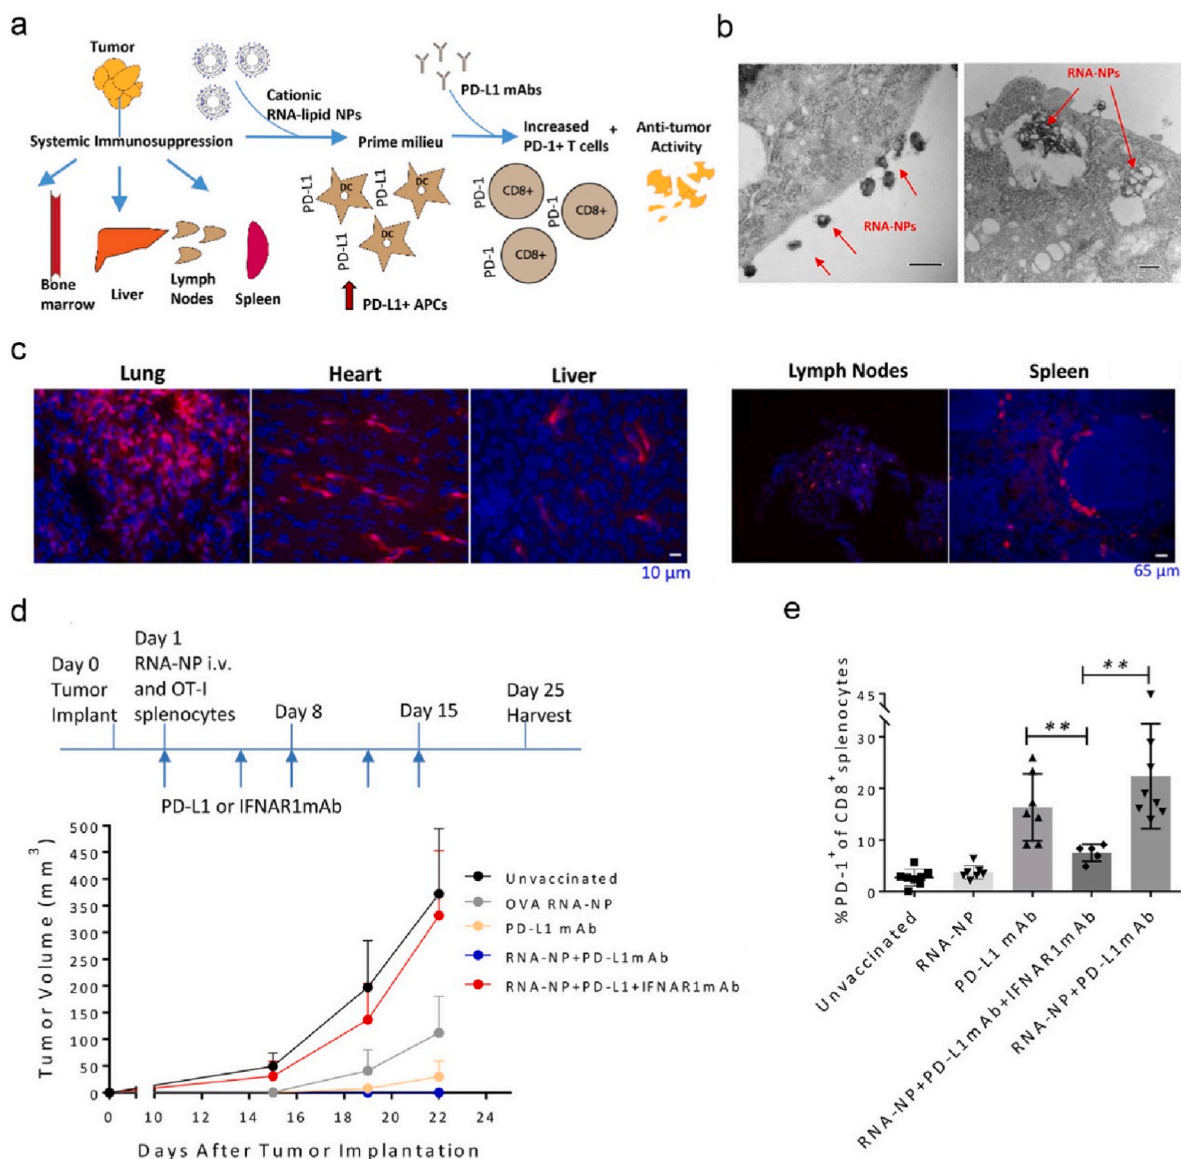 a
Tumor
Systemic Immunosuppression
Cationic
RNA-lipid NPs
Prime milieu
PD-L1 mAbs
Increased
PD-1+ T cells
+
Anti-tumor
Activity
Bone
marrow
Liver
Lymph
Nodes
Spleen
PD-L1
DC
PD-L1
DC
PD-L1
DC
PD-L1+ APCs
PD-1
CD8+
PD-1
CD8+
PD-1
CD8+
b
RNA-NPs
RNA-NPs
c
Lung
Heart
Liver
10 μm
Lymph Nodes
Spleen
65 μm
d
Day 0
Tumor
Implant
Day 1
RNA-NP i.v.
and OT-I
splenocytes
Day 8
Day 15
Day 25
Harvest
PD-L1 or IFNAR1mAb
Tumor Volume (mm³)
500
450
400
350
300
250
200
150
100
50
0
0
10
12
14
16
18
20
22
24
Days After Tumor Implantation
Unvaccinated
OVA RNA-NP
PD-L1 mAb
RNA-NP+PD-L1mAb
RNA-NP+PD-L1+IFNAR1mAb
e
%PD-1⁺ of CD8⁺ splenocytes
45
30
20
10
0
**
**
Unvaccinated
RNA-NP
PD-L1 mAb
RNA-NP+PD-L1mAb+IFNAR1mAb
RNA-NP+PD-L1mAb